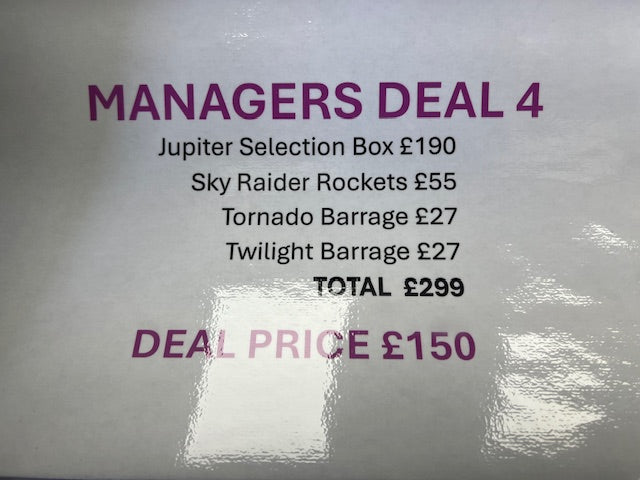 MANAGERS DEAL 4
Jupiter Selection Box £190
Sky Raider Rockets £55
Tornado Barrage £27
Twilight Barrage £27
TOTAL £299
DEAL PRICE £150